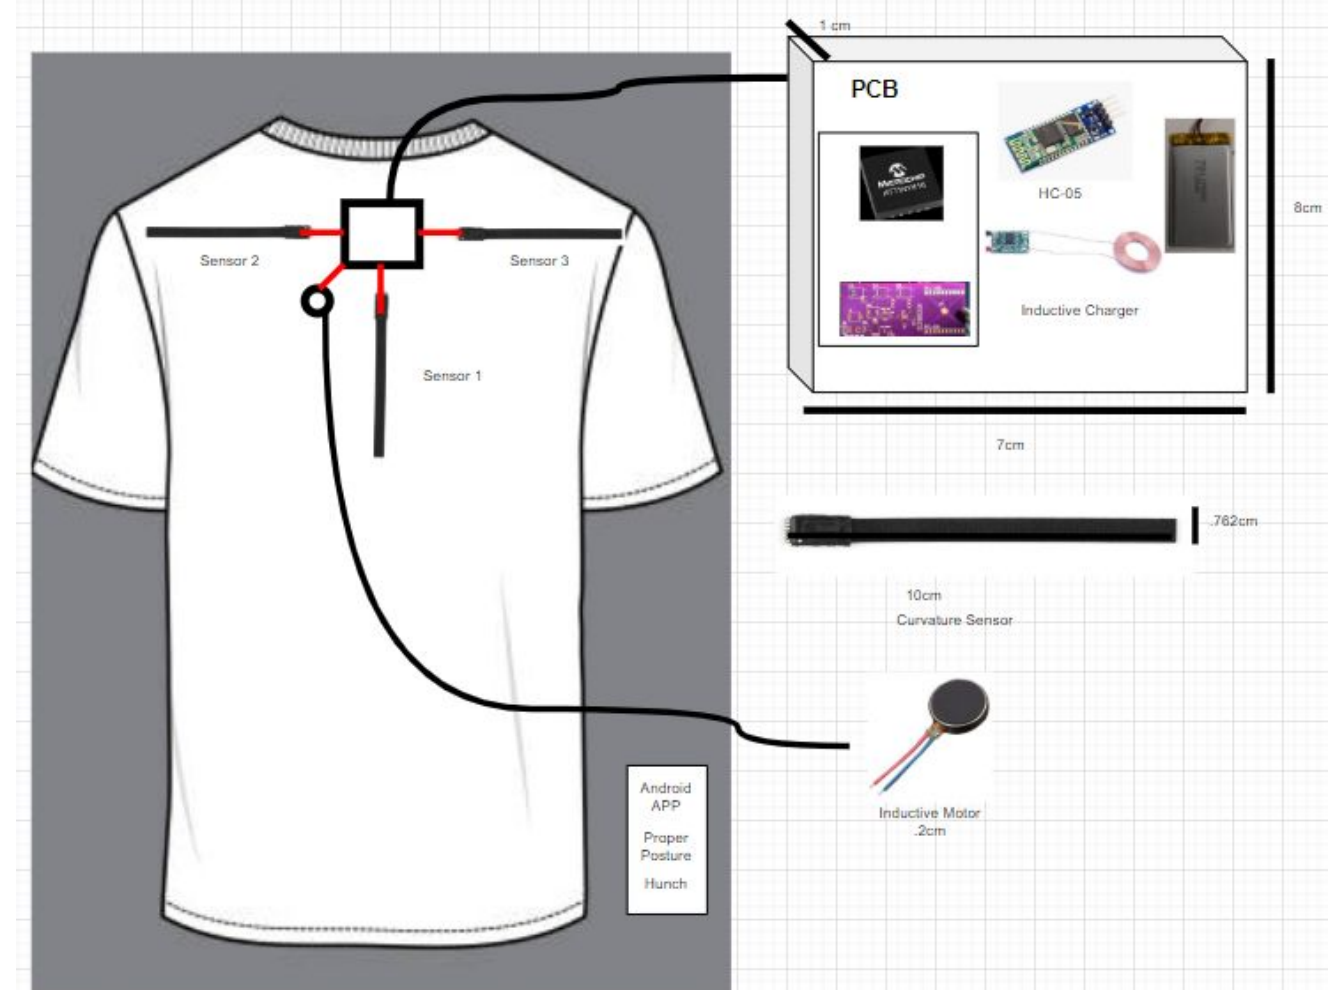 1 cm
PCB
MICROCHIP
HC-05
8cm
Sensor 2
Sensor 3
Inductive Charger
Sensor 1
7cm
.762cm
10cm
Curvature Sensor
Android
APP
Proper
Posture
Hunch
Inductive Motor
.2cm